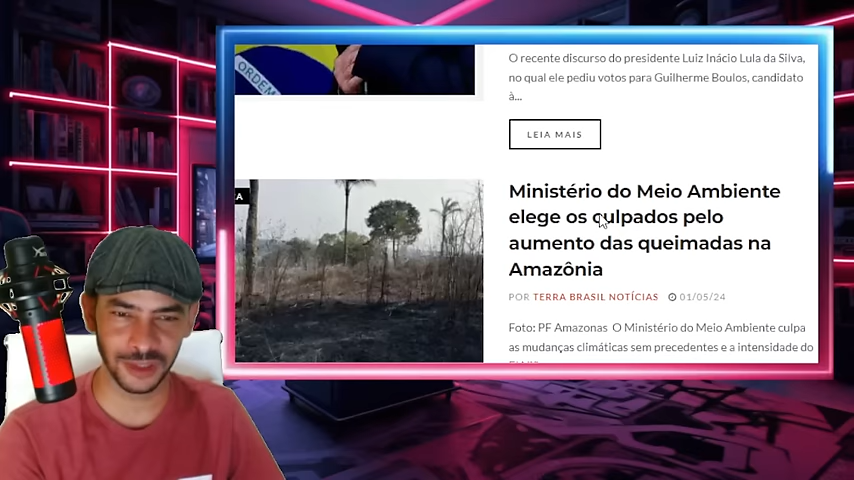 ORDEM
O recente discurso do presidente Luiz Inácio Lula da Silva,
no qual ele pediu votos para Guilherme Boulos, candidato
à...
LEIA MAIS
A
Ministério do Meio Ambiente
elege os culpados pelo
aumento das queimadas na
Amazônia
POR TERRA BRASIL NOTÍCIAS 01/05/24
Foto: PF Amazonas O Ministério do Meio Ambiente culpa
as mudanças climáticas sem precedentes e a intensidade do